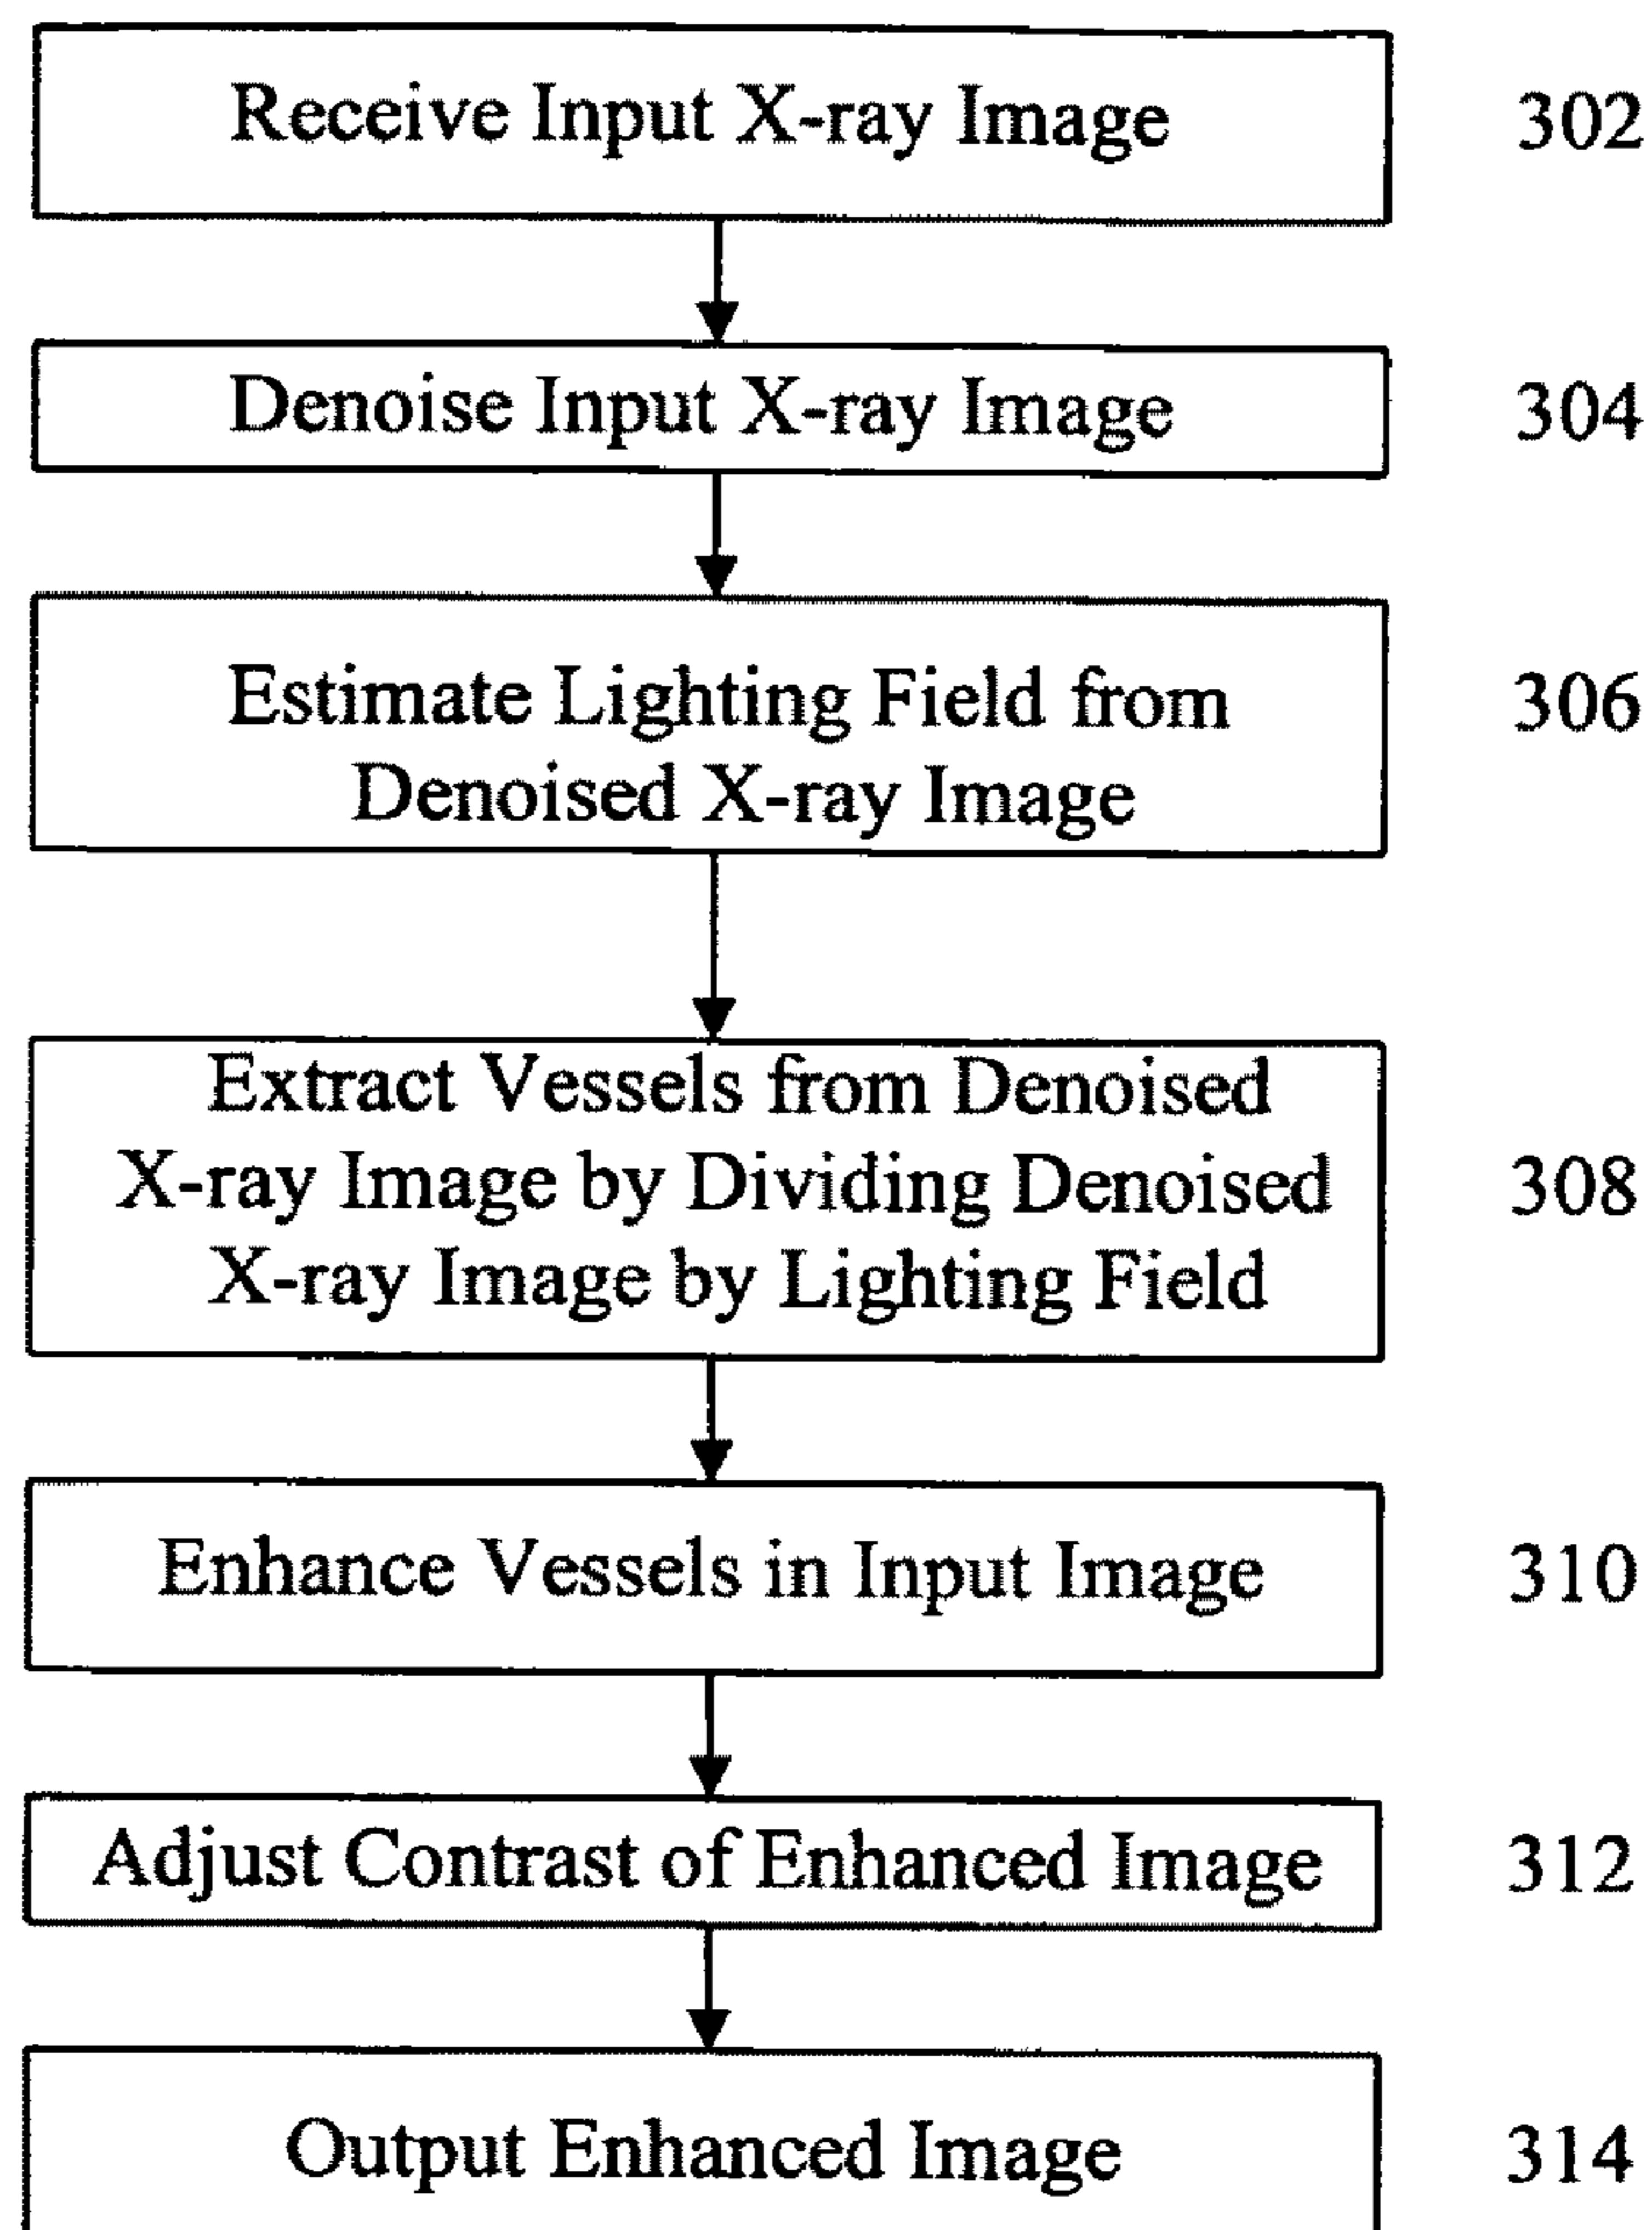 Receive Input X-ray Image 302
Denoise Input X-ray Image 304
Estimate Lighting Field from 306
Denoised X-ray Image
Extract Vessels from Denoised
X-ray Image by Dividing Denoised 308
X-ray Image by Lighting Field
Enhance Vessels in Input Image 310
Adjust Contrast of Enhanced Image 312
Output Enhanced Image 314